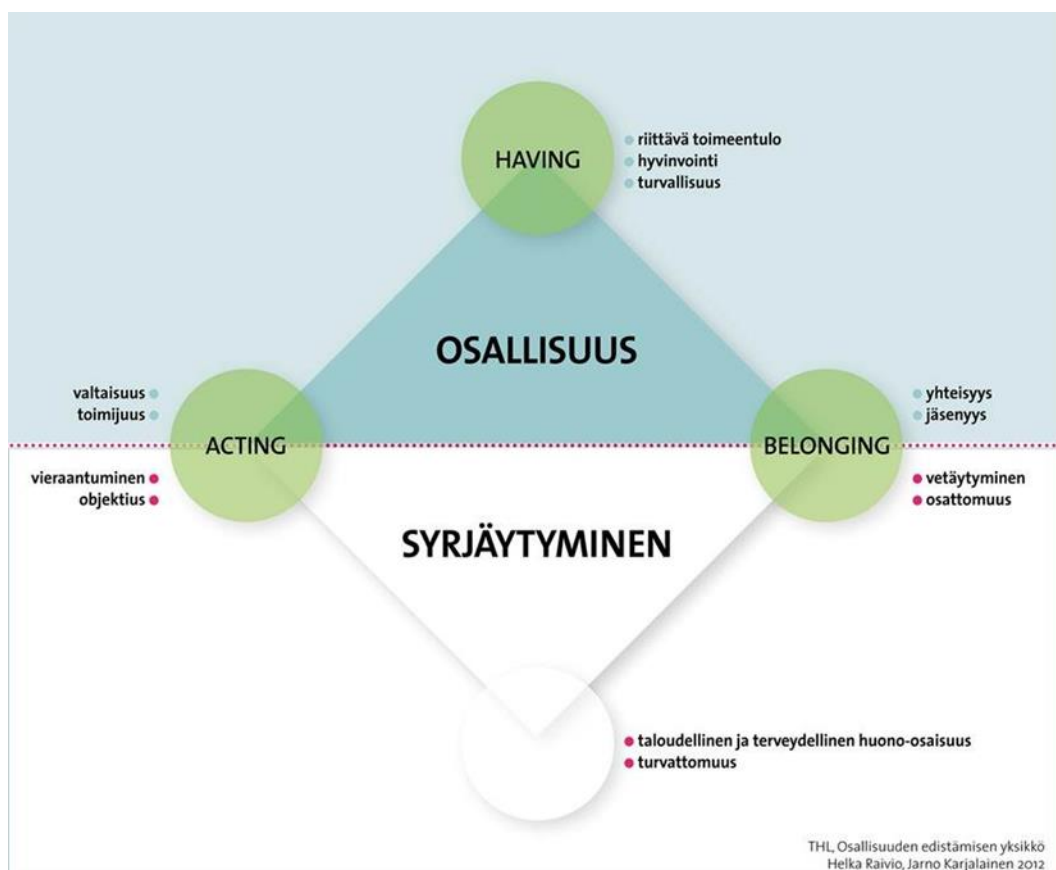 HAVING
riittävä toimeentulo
hyvinvointi
turvallisuus
OSALLISUUS
valtaisuus
toimijuus
yhteisyys
jäsenyys
ACTING
BELONGING
vieraantuminen
objektius
vetäytyminen
osattomuus
SYRJÄYTYMINEN
taloudellinen ja terveydellinen huono-osaisuus
turvattomuus
THL, Osallisuuden edistämisen yksikkö
Helka Raivio, Jarno Karjalainen 2012